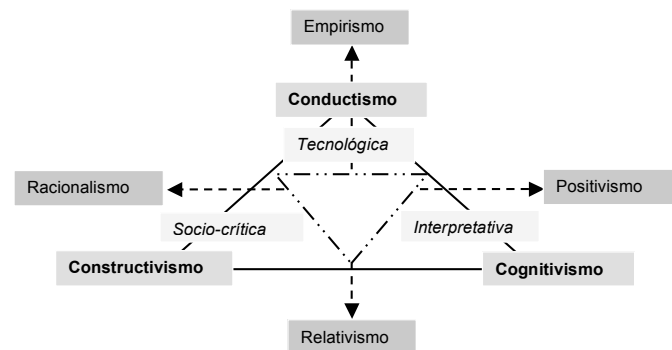 Empirismo
Conductismo
Tecnológica
Racionalismo
Positivismo
Socio-crítica
Interpretativa
Constructivismo
Cognitivismo
Relativismo